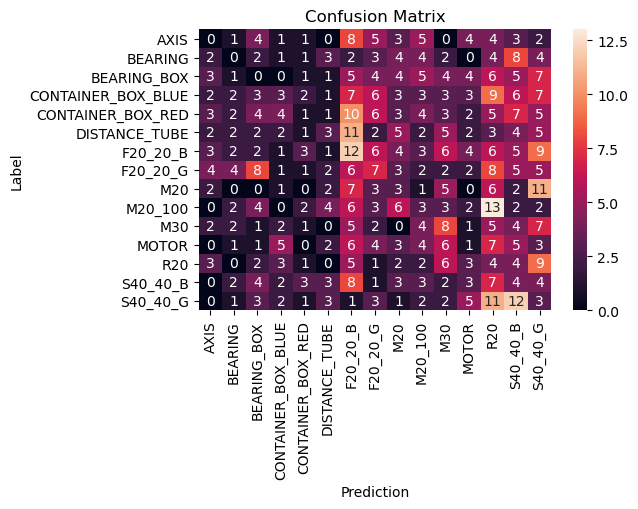 Confusion Matrix
AXIS 0 1 4 1 1 0 8 5 3 5 0 4 4 3 2
BEARING 2 0 2 1 1 3 2 3 4 4 2 0 4 8 4
BEARING_BOX 3 1 0 0 1 1 5 4 4 5 4 4 6 5 7
CONTAINER_BOX_BLUE 2 2 3 3 2 1 7 6 3 3 3 3 9 6 7
CONTAINER_BOX_RED 3 2 4 4 1 1 10 6 3 4 3 2 5 7 5
DISTANCE_TUBE 2 2 2 2 1 3 11 2 5 2 5 2 3 4 5
F20_20_B 3 2 2 1 3 1 12 6 4 3 6 4 6 5 9
F20_20_G 4 4 8 1 1 2 6 7 3 2 2 2 8 5 5
M20 2 0 0 1 0 2 7 3 3 1 5 0 6 2 11
M20_100 0 2 4 0 2 4 6 3 6 3 3 2 13 2 2
M30 2 2 1 2 1 0 5 2 0 4 8 1 5 4 7
MOTOR 0 1 1 5 0 2 6 4 3 4 6 1 7 5 3
R20 3 0 2 3 1 0 5 1 2 2 6 3 4 4 9
S40_40_B 0 2 4 2 3 3 8 1 3 3 2 3 7 4 4
S40_40_G 0 1 3 2 1 3 1 3 1 2 2 5 11 12 3
Label
AXIS
BEARING
BEARING_BOX
CONTAINER_BOX_BLUE
CONTAINER_BOX_RED
DISTANCE_TUBE
F20_20_B
F20_20_G
M20
M20_100
M30
MOTOR
R20
S40_40_B
S40_40_G
Prediction
12.5
10.0
7.5
5.0
2.5
0.0